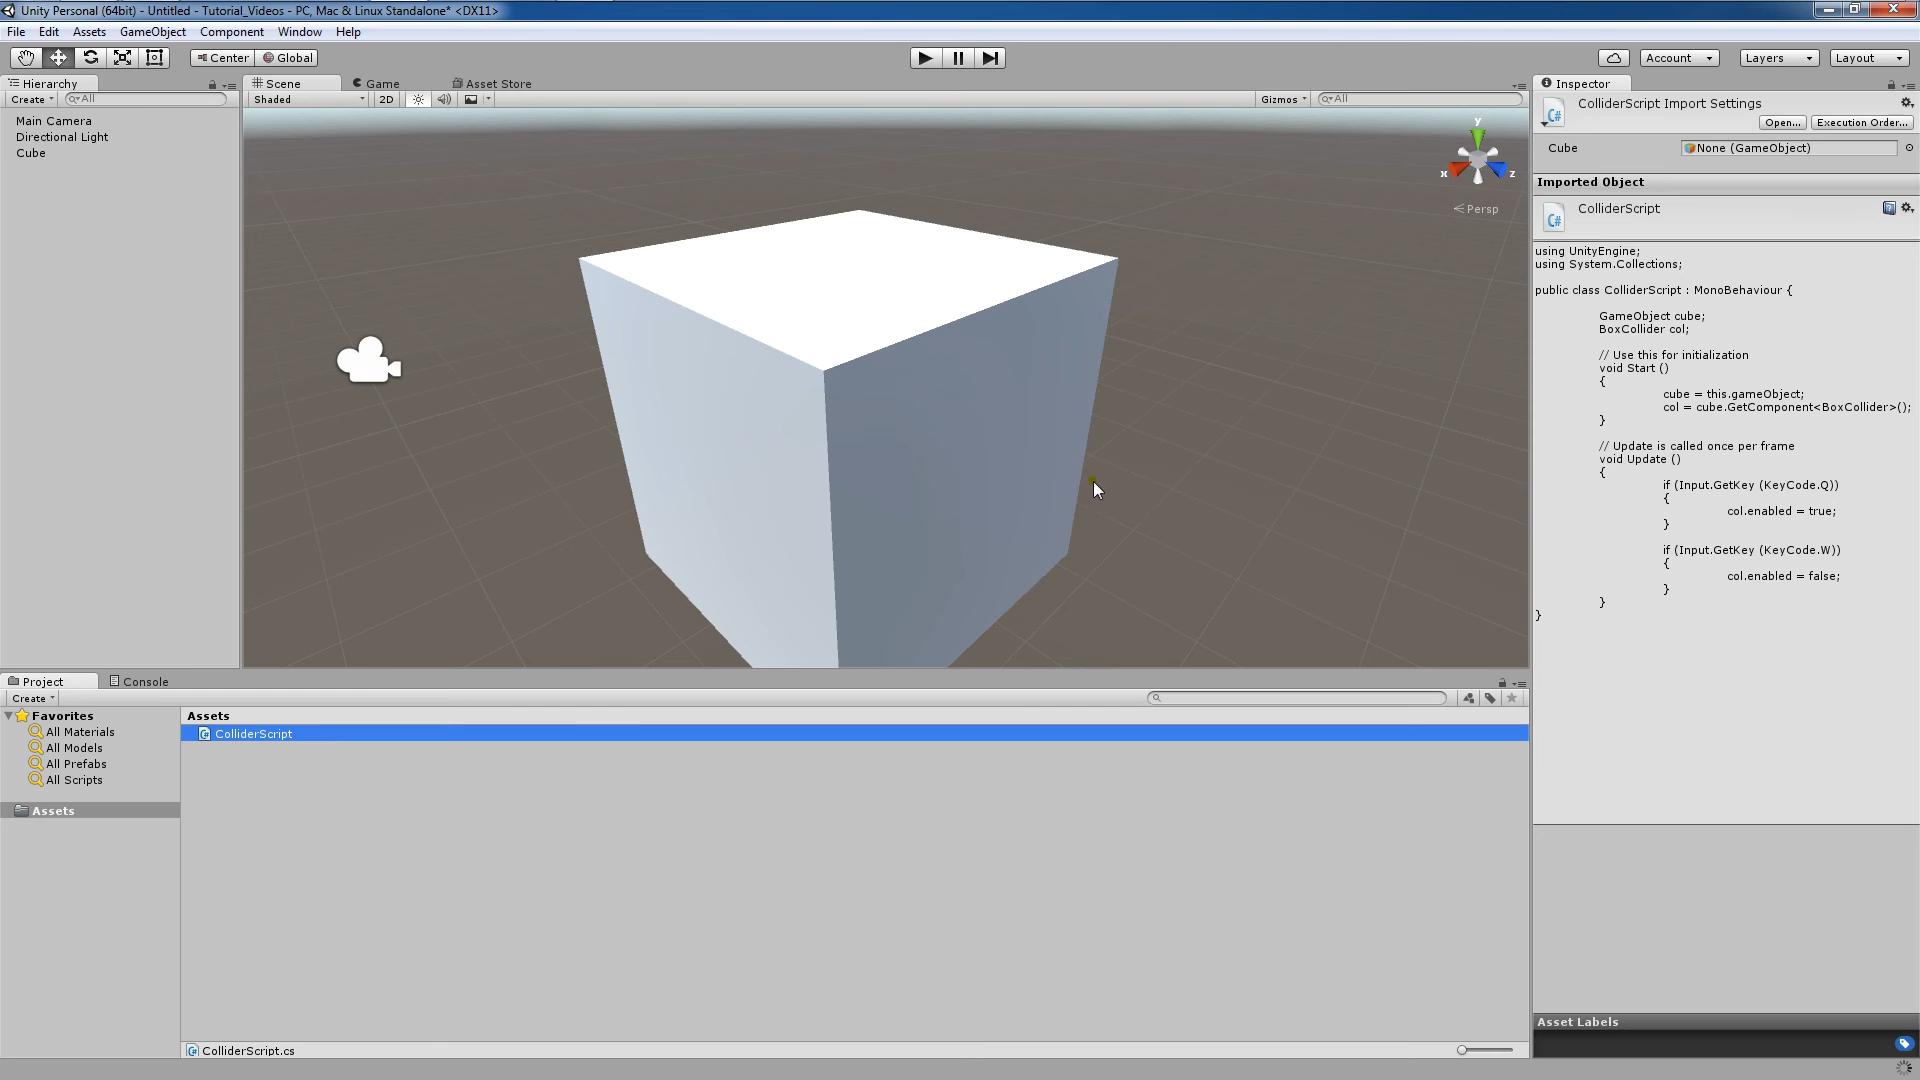 Unity Personal (64bit) - Untitled - Tutorial_Videos - PC, Mac & Linux Standalone* <DX11>
File Edit Assets GameObject Component Window Help
Center Global Account Layers Layout
Hierarchy
Create All
Main Camera
Directional Light
Cube
Scene Game Asset Store
Shaded 2D Gizmos All
y
x z
Persp
Inspector
ColliderScript Import Settings
Open... Execution Order...
Cube None (GameObject)
Imported Object
ColliderScript
using UnityEngine;
using System.Collections;
public class ColliderScript : MonoBehaviour {
GameObject cube;
BoxCollider col;
// Use this for initialization
void Start ()
{
cube = this.gameObject;
col = cube.GetComponent<BoxCollider>();
}
// Update is called once per frame
void Update ()
{
if (Input.GetKey (KeyCode.Q))
{
col.enabled = true;
}
if (Input.GetKey (KeyCode.W))
{
col.enabled = false;
}
}
}
Asset Labels
Project Console
Create
Favorites
All Materials
All Models
All Prefabs
All Scripts
Assets
Assets
ColliderScript
ColliderScript.cs